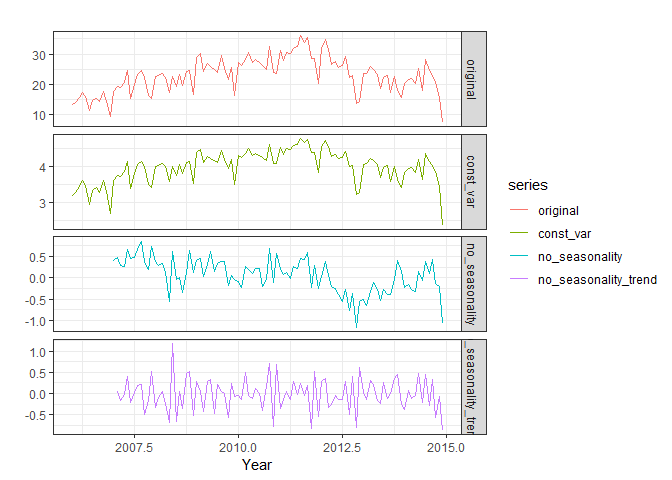 30
20
10
original
4
3
const_var
0.5
0.0
-0.5
-1.0
no_seasonality
1.0
0.5
0.0
-0.5
_seasonality_tren
2007.5
2010.0
2012.5
2015.0
Year
series
original
const_var
no_seasonality
no_seasonality_trend